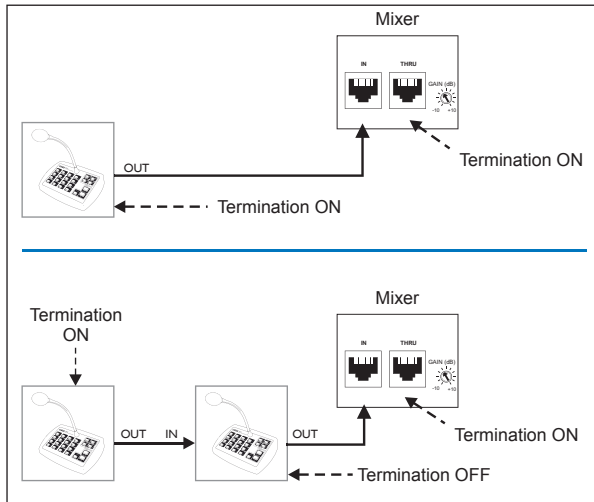 Mixer
IN THRU
GAIN (dB)
-10 +10
OUT
Termination ON
Termination ON
Mixer
Termination
ON
IN THRU
GAIN (dB)
-10 +10
OUT IN OUT
Termination ON
Termination OFF